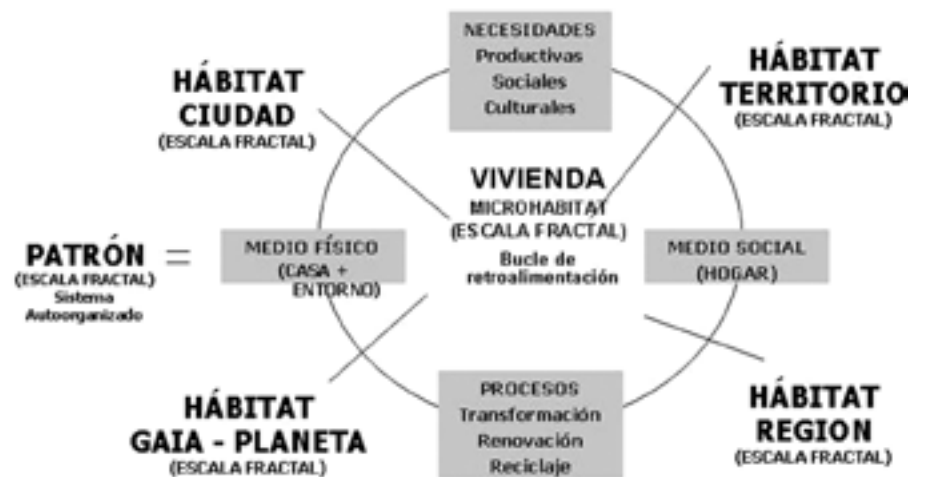 NECESIDADES
Productivas
Sociales
Culturales
HÁBITAT
CIUDAD
(ESCALA FRACTAL)
HÁBITAT
TERRITORIO
(ESCALA FRACTAL)
VIVIENDA
MICROHABITAT
(ESCALA FRACTAL)
Bucle de
retroalimentación
PATRÓN =
(ESCALA FRACTAL)
Sistema
Autoorganizado
MEDIO FÍSICO
(CASA +
ENTORNO)
MEDIO SOCIAL
(HOGAR)
PROCESOS
Transformación
Renovación
Reciclaje
HÁBITAT
GAIA - PLANETA
(ESCALA FRACTAL)
HÁBITAT
REGION
(ESCALA FRACTAL)